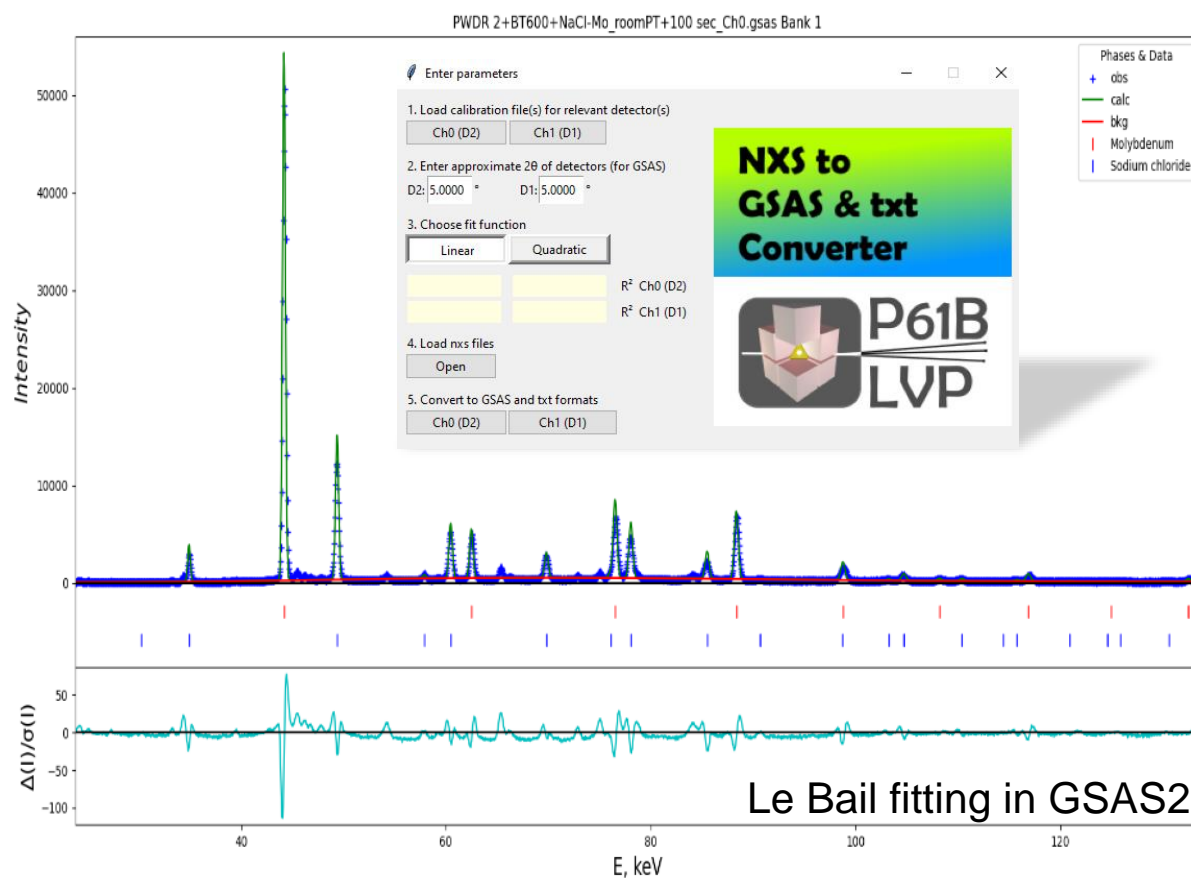 PWDR 2+BT600+NaCl-Mo_roomPT+100 sec_Ch0.gsas Bank 1
Phases & Data
obs
calc
bkg
Molybdenum
Sodium chloride
Enter parameters
1. Load calibration file(s) for relevant detector(s)
Ch0 (D2) Ch1 (D1)
2. Enter approximate 2θ of detectors (for GSAS)
D2: 5.0000 ° D1: 5.0000 °
3. Choose fit function
Linear Quadratic
R² Ch0 (D2)
R² Ch1 (D1)
4. Load nxs files
Open
5. Convert to GSAS and txt formats
Ch0 (D2) Ch1 (D1)
NXS to
GSAS & txt
Converter
P61B
LVP
Intensity
50000
40000
30000
20000
10000
0
Δ(I)/σ(I)
50
0
−50
−100
Le Bail fitting in GSAS2
40 60 80 100 120
E, keV